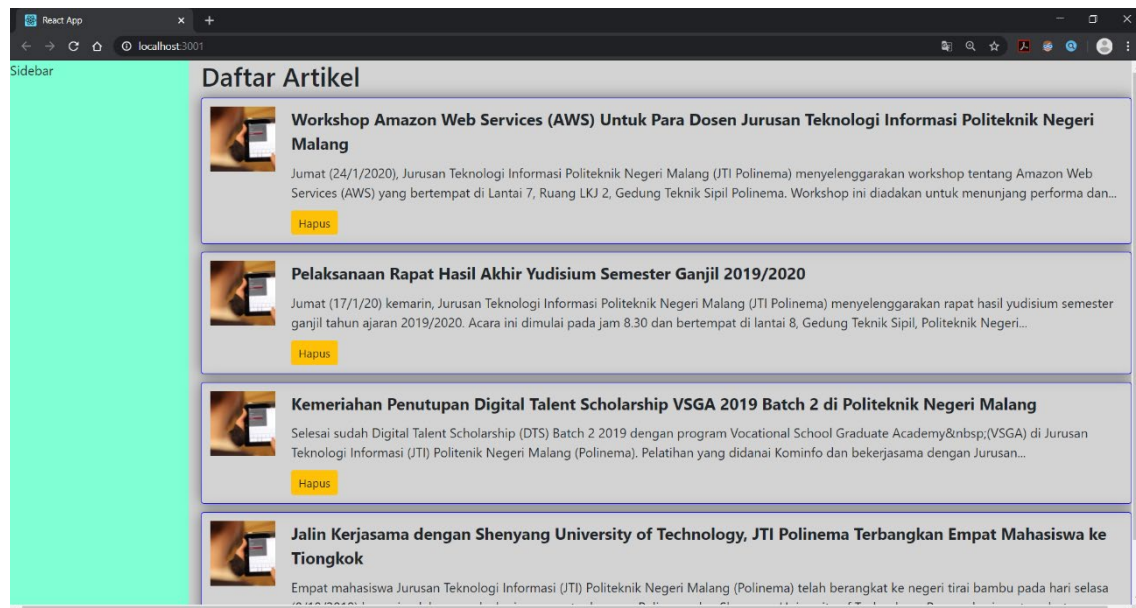 React App
localhost:3001
Sidebar
Daftar Artikel
Workshop Amazon Web Services (AWS) Untuk Para Dosen Jurusan Teknologi Informasi Politeknik Negeri
Malang
Jumat (24/1/2020), Jurusan Teknologi Informasi Politeknik Negeri Malang (JTI Polinema) menyelenggarakan workshop tentang Amazon Web
Services (AWS) yang bertempat di Lantai 7, Ruang LKJ 2, Gedung Teknik Sipil Polinema. Workshop ini diadakan untuk menunjang performa dan...
Hapus
Pelaksanaan Rapat Hasil Akhir Yudisium Semester Ganjil 2019/2020
Jumat (17/1/20) kemarin, Jurusan Teknologi Informasi Politeknik Negeri Malang (JTI Polinema) menyelenggarakan rapat hasil yudisium semester
ganjil tahun ajaran 2019/2020. Acara ini dimulai pada jam 8.30 dan bertempat di lantai 8, Gedung Teknik Sipil, Politeknik Negeri...
Hapus
Kemeriahan Penutupan Digital Talent Scholarship VSGA 2019 Batch 2 di Politeknik Negeri Malang
Selesai sudah Digital Talent Scholarship (DTS) Batch 2 2019 dengan program Vocational School Graduate Academy&nbsp;(VSGA) di Jurusan
Teknologi Informasi (JTI) Politenik Negeri Malang (Polinema). Pelatihan yang didanai Kominfo dan bekerjasama dengan Jurusan...
Hapus
Jalin Kerjasama dengan Shenyang University of Technology, JTI Polinema Terbangkan Empat Mahasiswa ke
Tiongkok
Empat mahasiswa Jurusan Teknologi Informasi (JTI) Politeknik Negeri Malang (Polinema) telah berangkat ke negeri tirai bambu pada hari selasa